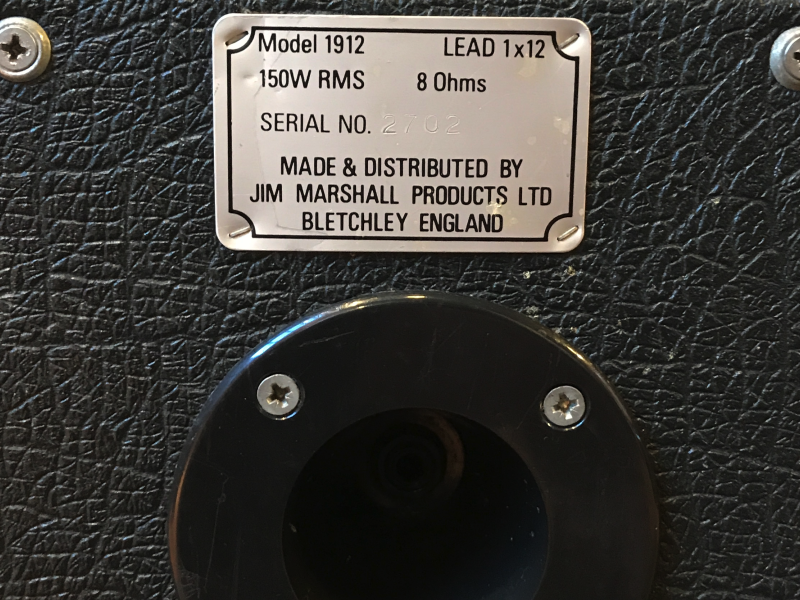 Model 1912 LEAD 1x12
150W RMS 8 Ohms
SERIAL NO. 2702
MADE & DISTRIBUTED BY
JIM MARSHALL PRODUCTS LTD
BLETCHLEY ENGLAND